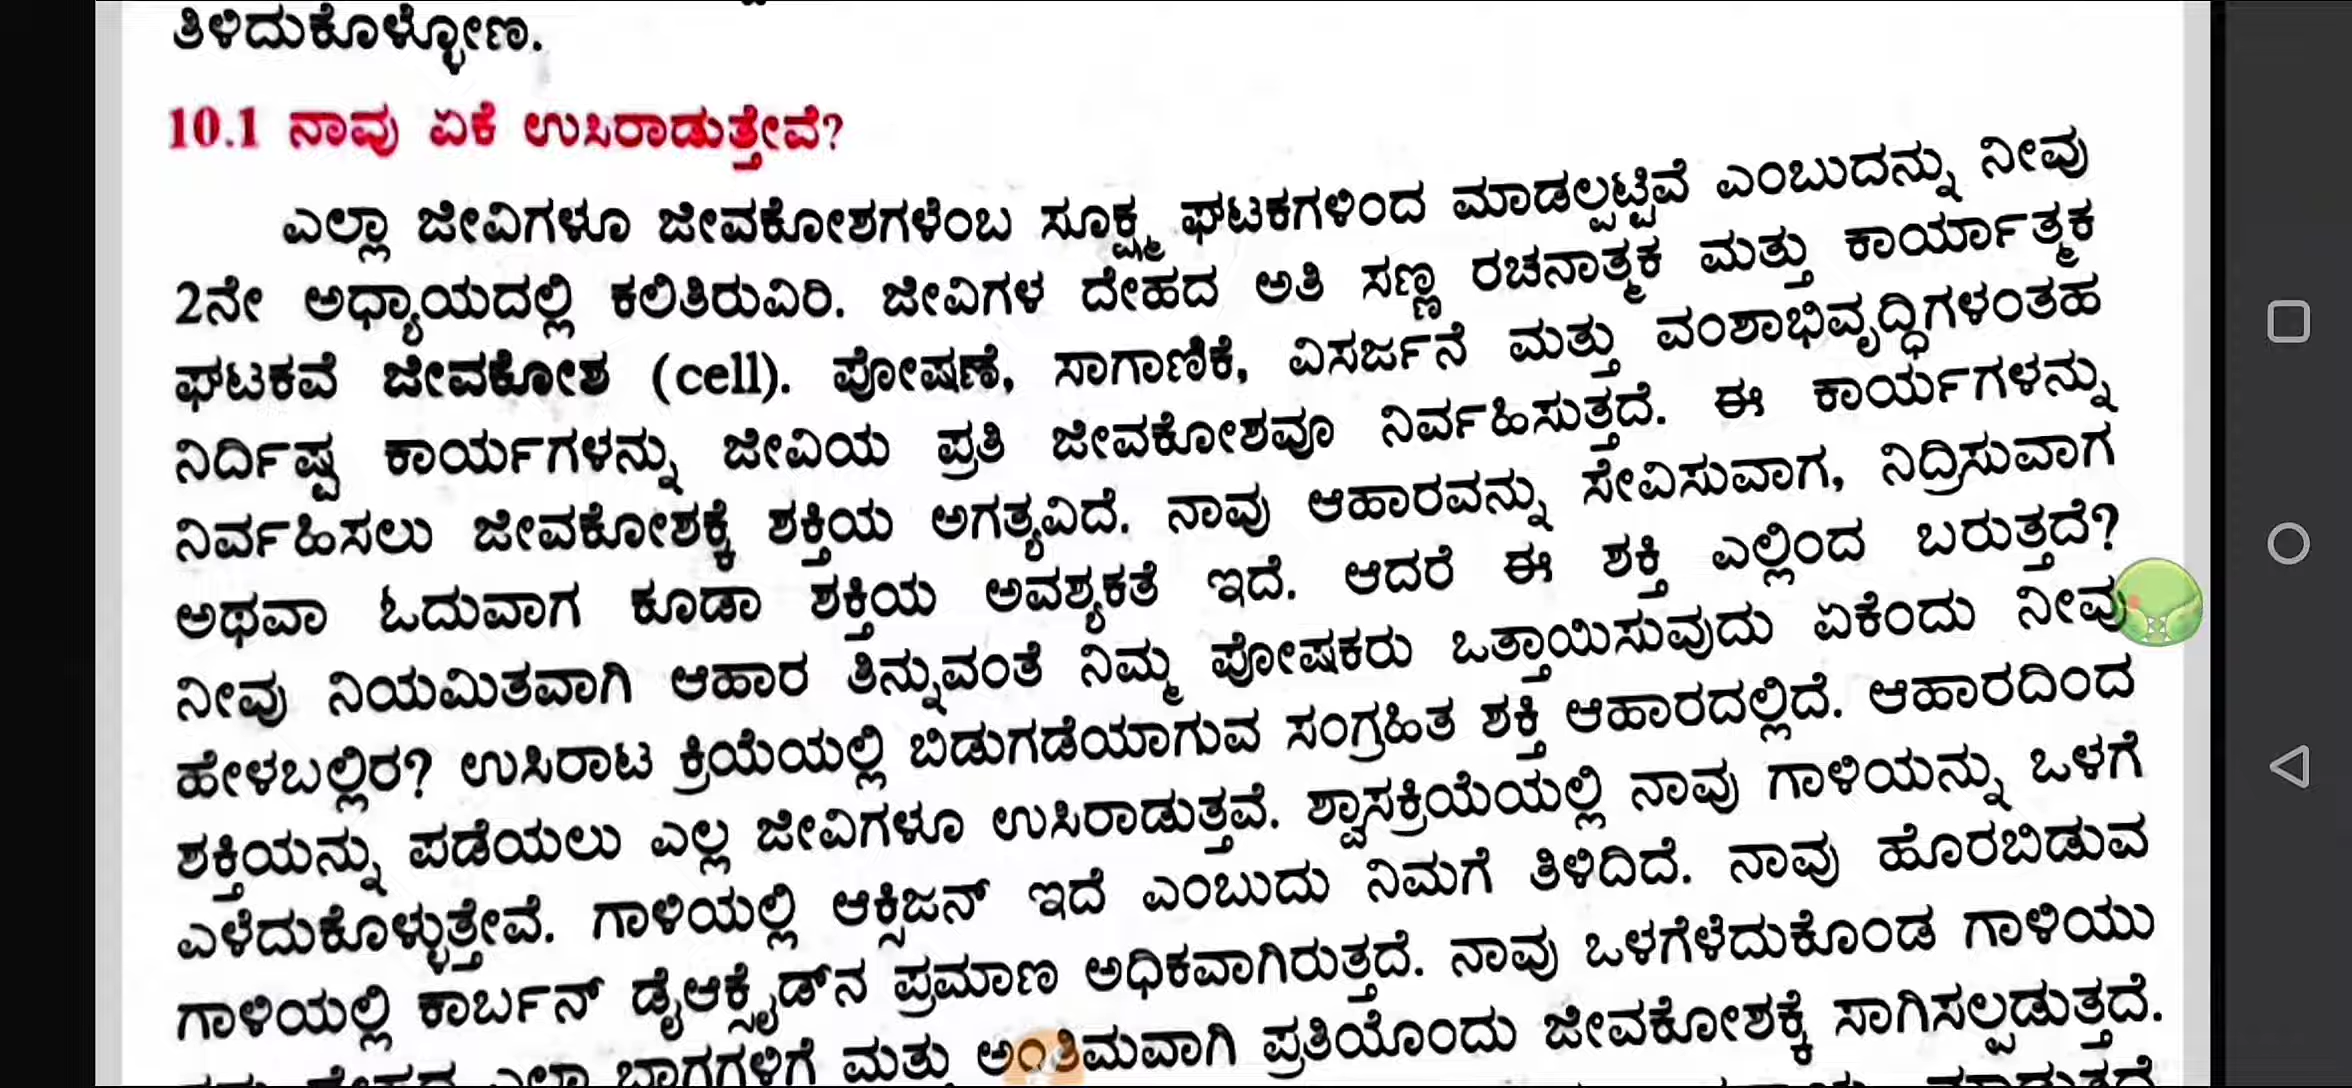 ತಿಳಿದುಕೊಳ್ಳೋಣ.
10.1 ನಾವು ಏಕೆ ಉಸಿರಾಡುತ್ತೇವೆ?
ಎಲ್ಲಾ ಜೀವಿಗಳೂ ಜೀವಕೋಶಗಳೆಂಬ ಸೂಕ್ಷ್ಮ ಘಟಕಗಳಿಂದ ಮಾಡಲ್ಪಟ್ಟಿವೆ ಎಂಬುದನ್ನು ನೀವು
2ನೇ ಅಧ್ಯಾಯದಲ್ಲಿ ಕಲಿತಿರುವಿರಿ. ಜೀವಿಗಳ ದೇಹದ ಅತಿ ಸಣ್ಣ ರಚನಾತ್ಮಕ ಮತ್ತು ಕಾರ್ಯಾತ್ಮಕ
ಘಟಕವೆ ಜೀವಕೋಶ (cell). ಪೋಷಣೆ, ಸಾಗಾಣಿಕೆ, ವಿಸರ್ಜನೆ ಮತ್ತು ವಂಶಾಭಿವೃದ್ಧಿಗಳಂತಹ
ನಿರ್ದಿಷ್ಟ ಕಾರ್ಯಗಳನ್ನು ಜೀವಿಯ ಪ್ರತಿ ಜೀವಕೋಶವೂ ನಿರ್ವಹಿಸುತ್ತದೆ. ಈ ಕಾರ್ಯಗಳನ್ನು
ನಿರ್ವಹಿಸಲು ಜೀವಕೋಶಕ್ಕೆ ಶಕ್ತಿಯ ಅಗತ್ಯವಿದೆ. ನಾವು ಆಹಾರವನ್ನು ಸೇವಿಸುವಾಗ, ನಿದ್ರಿಸುವಾಗ
ಅಥವಾ ಓದುವಾಗ ಕೂಡಾ ಶಕ್ತಿಯ ಅವಶ್ಯಕತೆ ಇದೆ. ಆದರೆ ಈ ಶಕ್ತಿ ಎಲ್ಲಿಂದ ಬರುತ್ತದೆ?
ನೀವು ನಿಯಮಿತವಾಗಿ ಆಹಾರ ತಿನ್ನುವಂತೆ ನಿಮ್ಮ ಪೋಷಕರು ಒತ್ತಾಯಿಸುವುದು ಏಕೆಂದು ನೀವು
ಹೇಳಬಲ್ಲಿರ? ಉಸಿರಾಟ ಕ್ರಿಯೆಯಲ್ಲಿ ಬಿಡುಗಡೆಯಾಗುವ ಸಂಗ್ರಹಿತ ಶಕ್ತಿ ಆಹಾರದಲ್ಲಿದೆ. ಆಹಾರದಿಂದ
ಶಕ್ತಿಯನ್ನು ಪಡೆಯಲು ಎಲ್ಲ ಜೀವಿಗಳೂ ಉಸಿರಾಡುತ್ತವೆ. ಶ್ವಾಸಕ್ರಿಯೆಯಲ್ಲಿ ನಾವು ಗಾಳಿಯನ್ನು ಒಳಗೆ
ಎಳೆದುಕೊಳ್ಳುತ್ತೇವೆ. ಗಾಳಿಯಲ್ಲಿ ಆಕ್ಸಿಜನ್ ಇದೆ ಎಂಬುದು ನಿಮಗೆ ತಿಳಿದಿದೆ. ನಾವು ಹೊರಬಿಡುವ
ಗಾಳಿಯಲ್ಲಿ ಕಾರ್ಬನ್ ಡೈಆಕ್ಸೈಡ್‌ನ ಪ್ರಮಾಣ ಅಧಿಕವಾಗಿರುತ್ತದೆ. ನಾವು ಒಳಗೆಳೆದುಕೊಂಡ ಗಾಳಿಯು
ಎಲ್ಲಾ ಭಾಗಗಳಿಗೆ ಮತ್ತು ಅಂತಿಮವಾಗಿ ಪ್ರತಿಯೊಂದು ಜೀವಕೋಶಕ್ಕೆ ಸಾಗಿಸಲ್ಪಡುತ್ತದೆ.